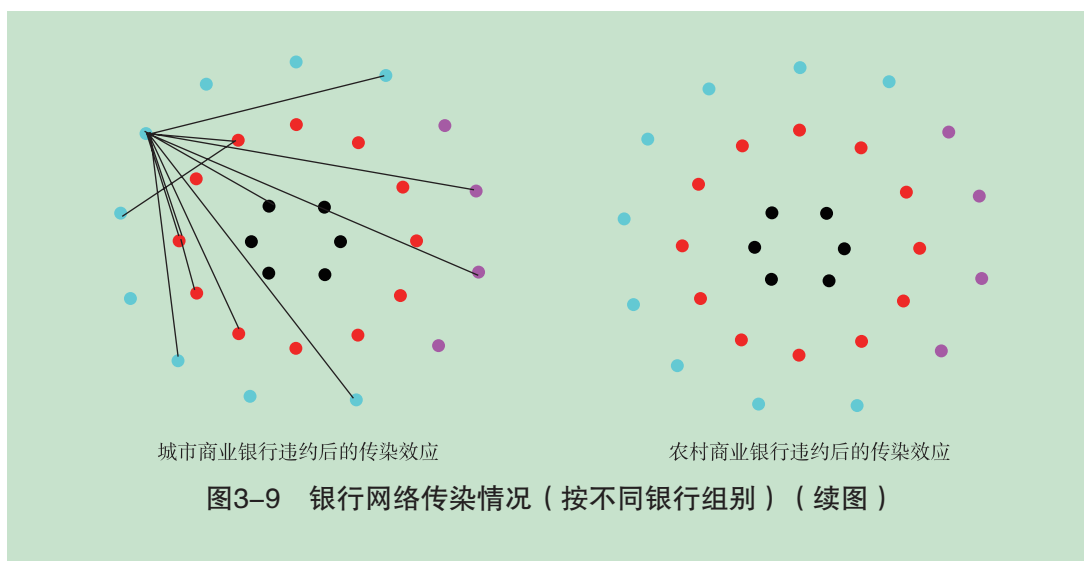 城市商业银行违约后的传染效应
农村商业银行违约后的传染效应
图3–9 银行网络传染情况（按不同银行组别）（续图）